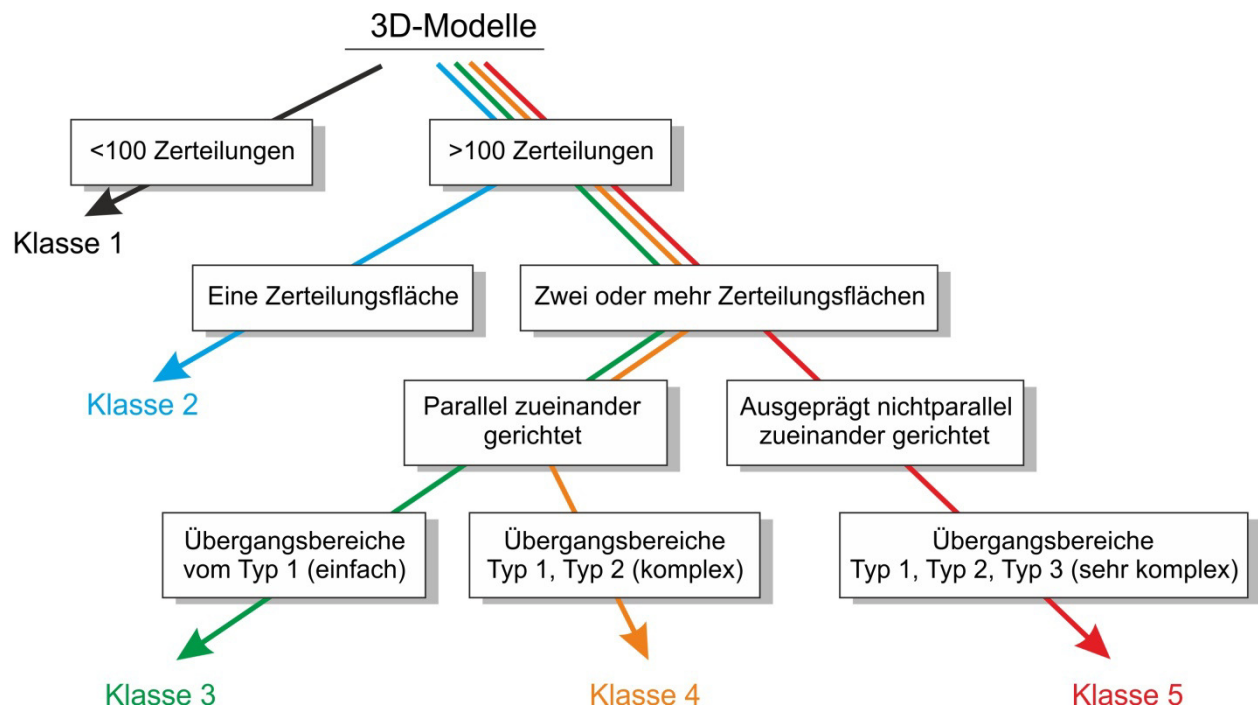 3D-Modelle
<100 Zerteilungen
>100 Zerteilungen
Klasse 1
Eine Zerteilungsfläche
Zwei oder mehr Zerteilungsflächen
Klasse 2
Parallel zueinander
gerichtet
Ausgeprägt nichtparallel
zueinander gerichtet
Übergangsbereiche
vom Typ 1 (einfach)
Übergangsbereiche
Typ 1, Typ 2 (komplex)
Übergangsbereiche
Typ 1, Typ 2, Typ 3 (sehr komplex)
Klasse 3
Klasse 4
Klasse 5